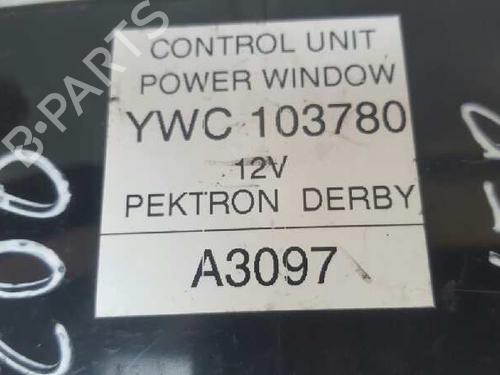 CONTROL UNIT
POWER WINDOW
YWC 103780
12V
PEKTRON DERBY
A3097
B-PARTS